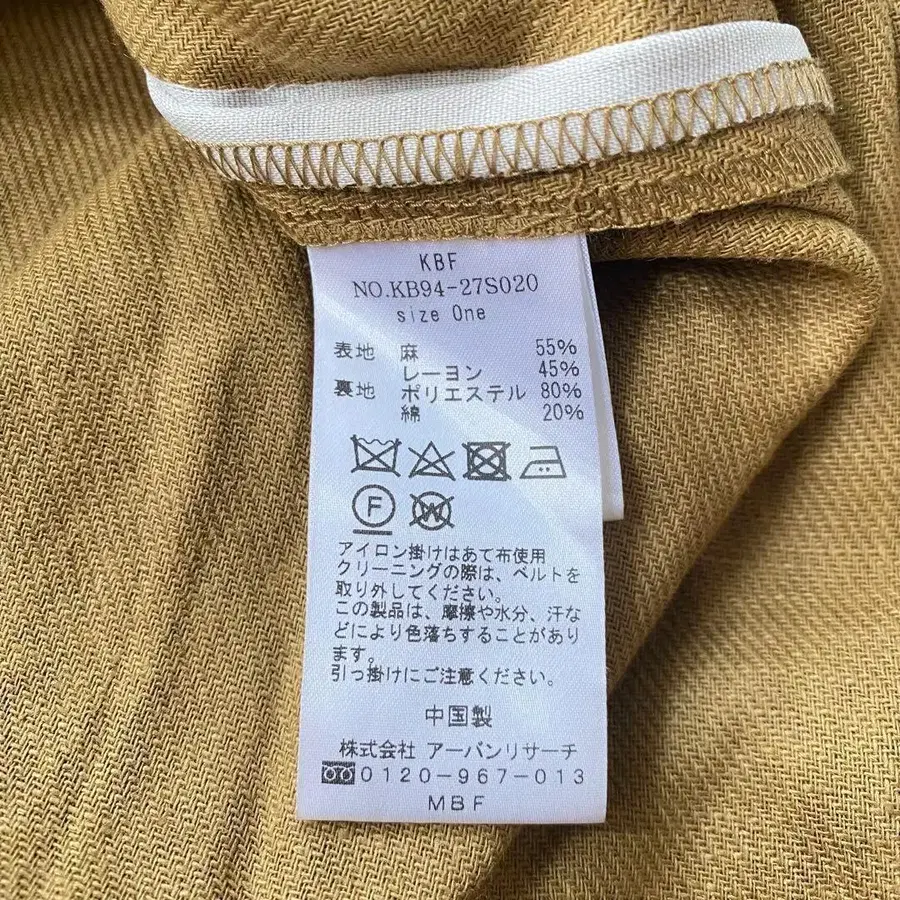 KBF
NO.KB94-27S020
size One
表地 麻 55%
レーヨン 45%
裏地 ポリエステル 80%
綿 20%
F W
アイロン掛けはあて布使用
クリーニングの際は、ベルトを
取り外してください。
この製品は、摩擦や水分、汗な
どにより色落ちすることがあり
ます。
引っ掛けにご注意ください。
中国製
株式会社 アーバンリサーチ
0120-967-013
MBF